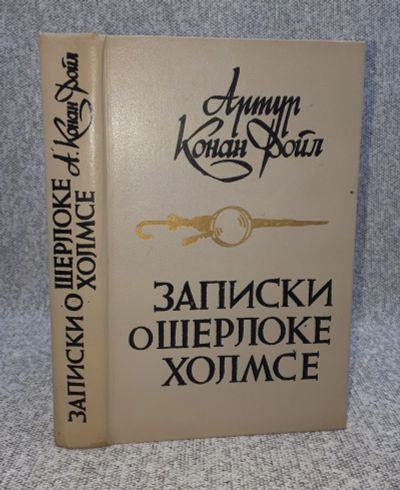 Артур
Конан Дойл
ЗАПИСКИ
О ШЕРЛОКЕ
ХОЛМСЕ
ЗАПИСКИ О ШЕРЛОКЕ
ХОЛМСЕ
А. Конан Дойл